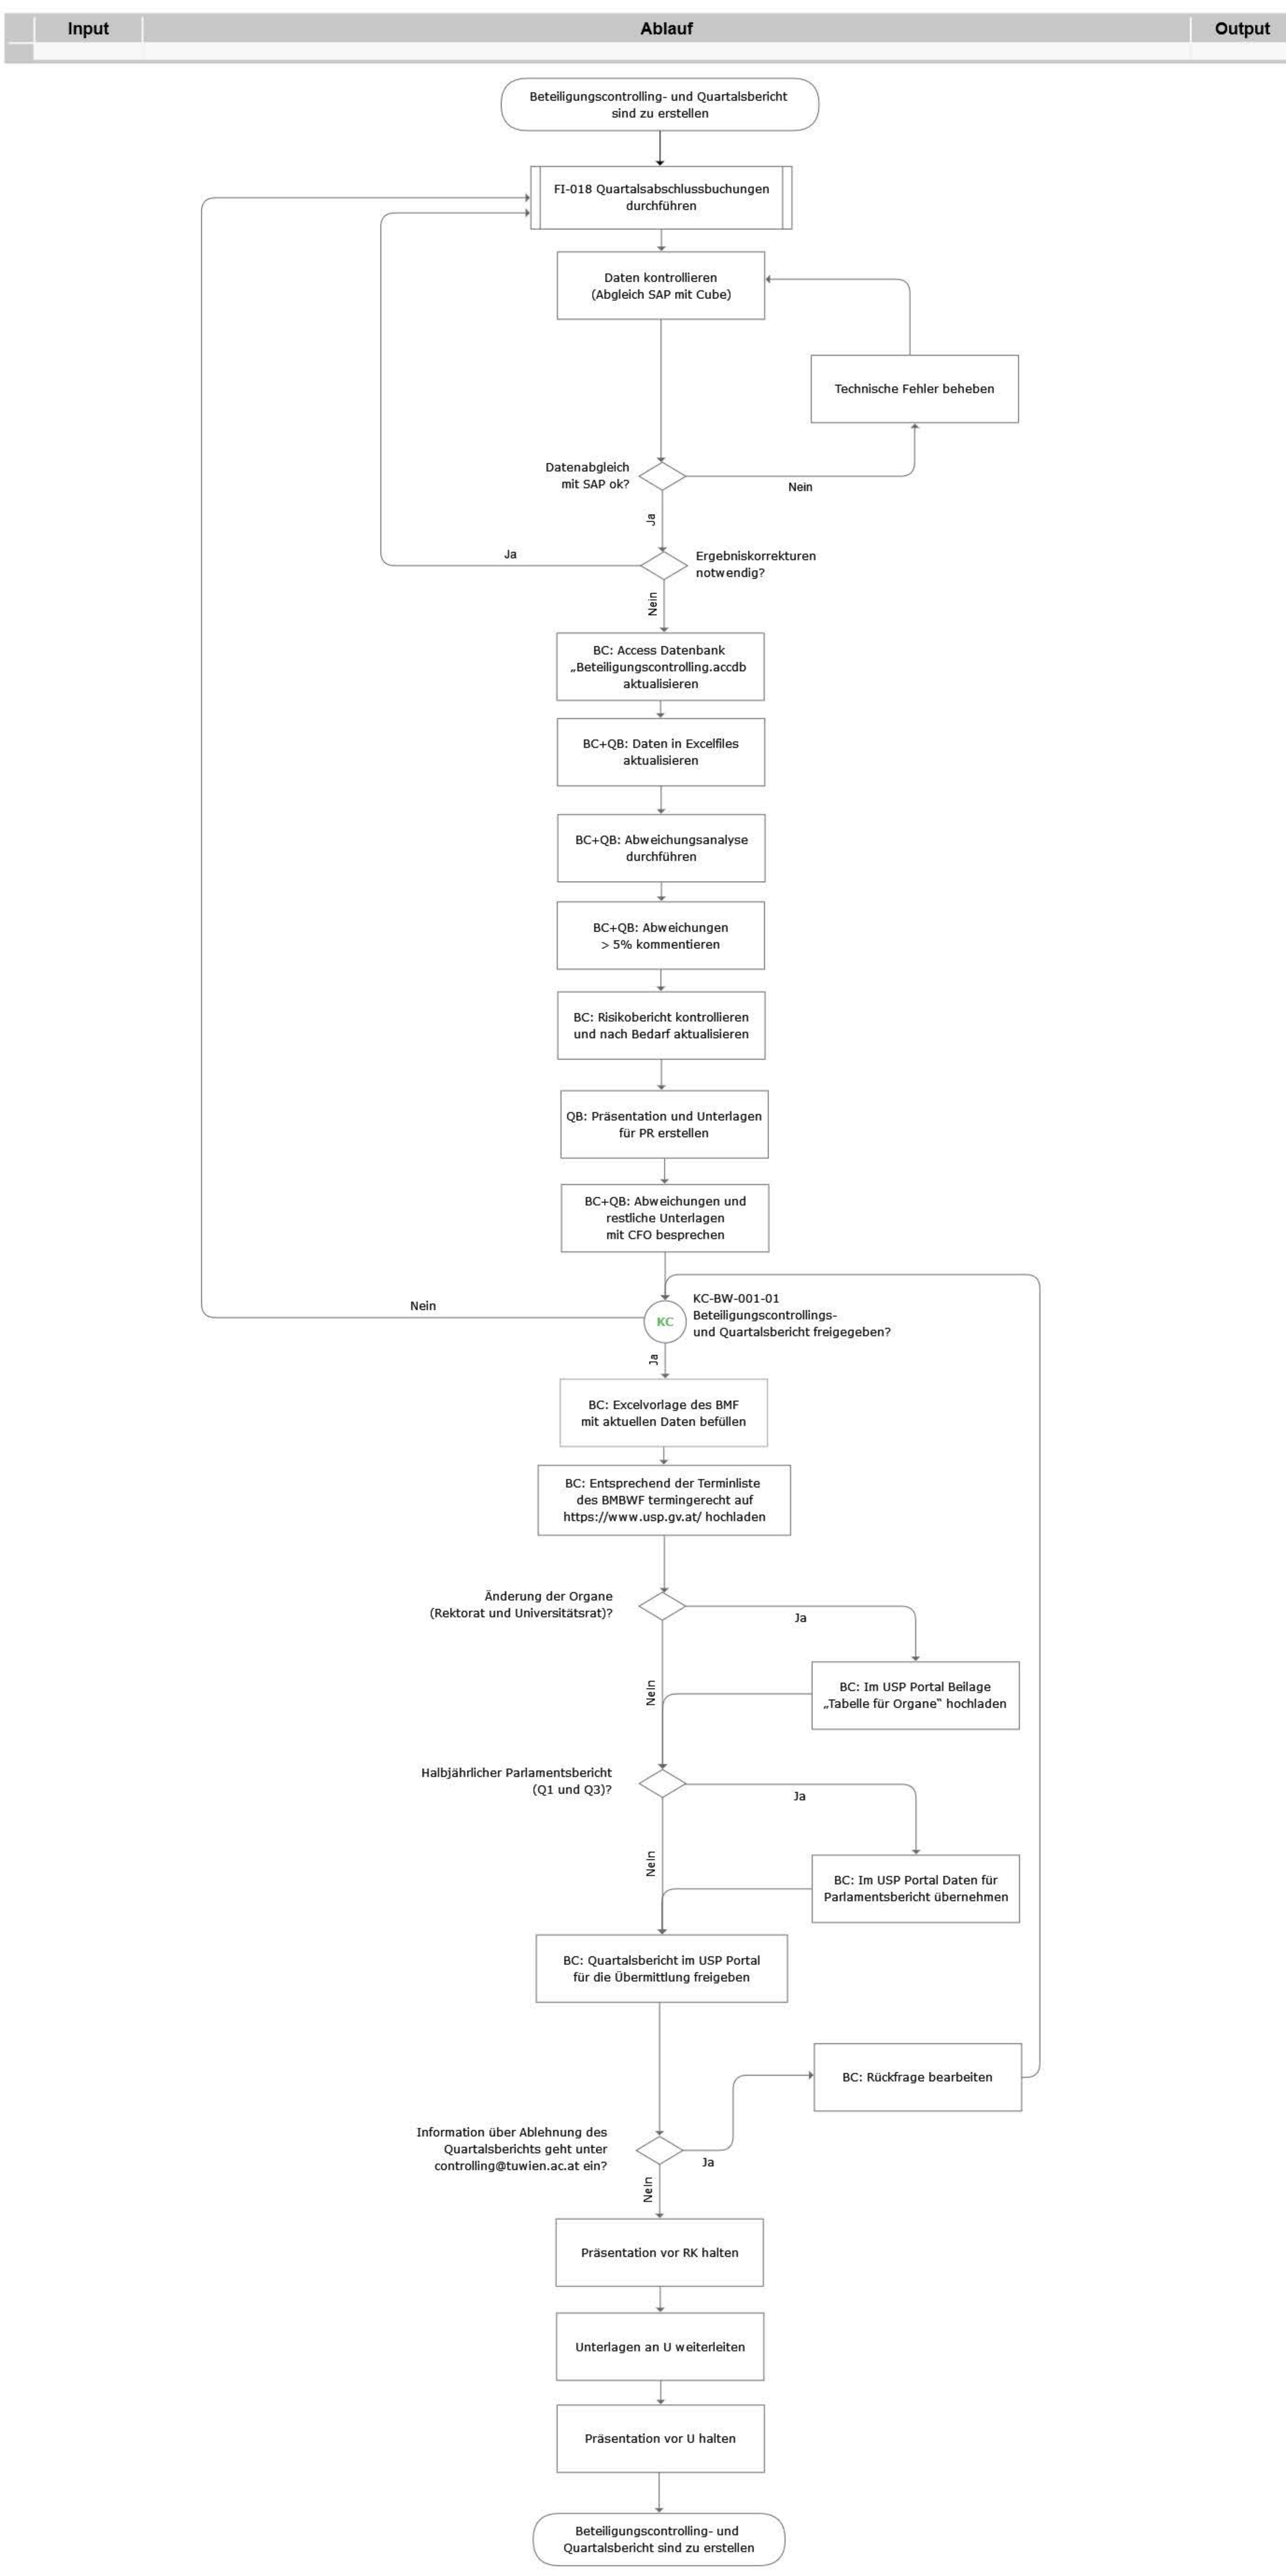 Input
Ablauf
Output
Beteiligungscontrolling- und Quartalsbericht
sind zu erstellen
FI-018 Quartalsabschlussbuchungen
durchführen
Daten kontrollieren
(Abgleich SAP mit Cube)
Technische Fehler beheben
Datenabgleich
mit SAP ok?
Nein
Ja
Ja
Ergebniskorrekturen
notwendig?
Nein
BC: Access Datenbank
„Beteiligungscontrolling.accdb
aktualisieren
BC+QB: Daten in Excelfiles
aktualisieren
BC+QB: Abweichungsanalyse
durchführen
BC+QB: Abweichungen
> 5% kommentieren
BC: Risikobericht kontrollieren
und nach Bedarf aktualisieren
QB: Präsentation und Unterlagen
für PR erstellen
BC+QB: Abweichungen und
restliche Unterlagen
mit CFO besprechen
Nein
KC
KC-BW-001-01
Beteiligungscontrollings-
und Quartalsbericht freigegeben?
Ja
BC: Excelvorlage des BMF
mit aktuellen Daten befüllen
BC: Entsprechend der Terminliste
des BMBWF termingerecht auf
https://www.usp.gv.at/ hochladen
Änderung der Organe
(Rektorat und Universitätsrat)?
Ja
Nein
BC: Im USP Portal Beilage
„Tabelle für Organe“ hochladen
Halbjährlicher Parlamentsbericht
(Q1 und Q3)?
Ja
Nein
BC: Im USP Portal Daten für
Parlamentsbericht übernehmen
BC: Quartalsbericht im USP Portal
für die Übermittlung freigeben
BC: Rückfrage bearbeiten
Information über Ablehnung des
Quartalsberichts geht unter
controlling@tuwien.ac.at ein?
Ja
Nein
Präsentation vor RK halten
Unterlagen an U weiterleiten
Präsentation vor U halten
Beteiligungscontrolling- und
Quartalsbericht sind zu erstellen